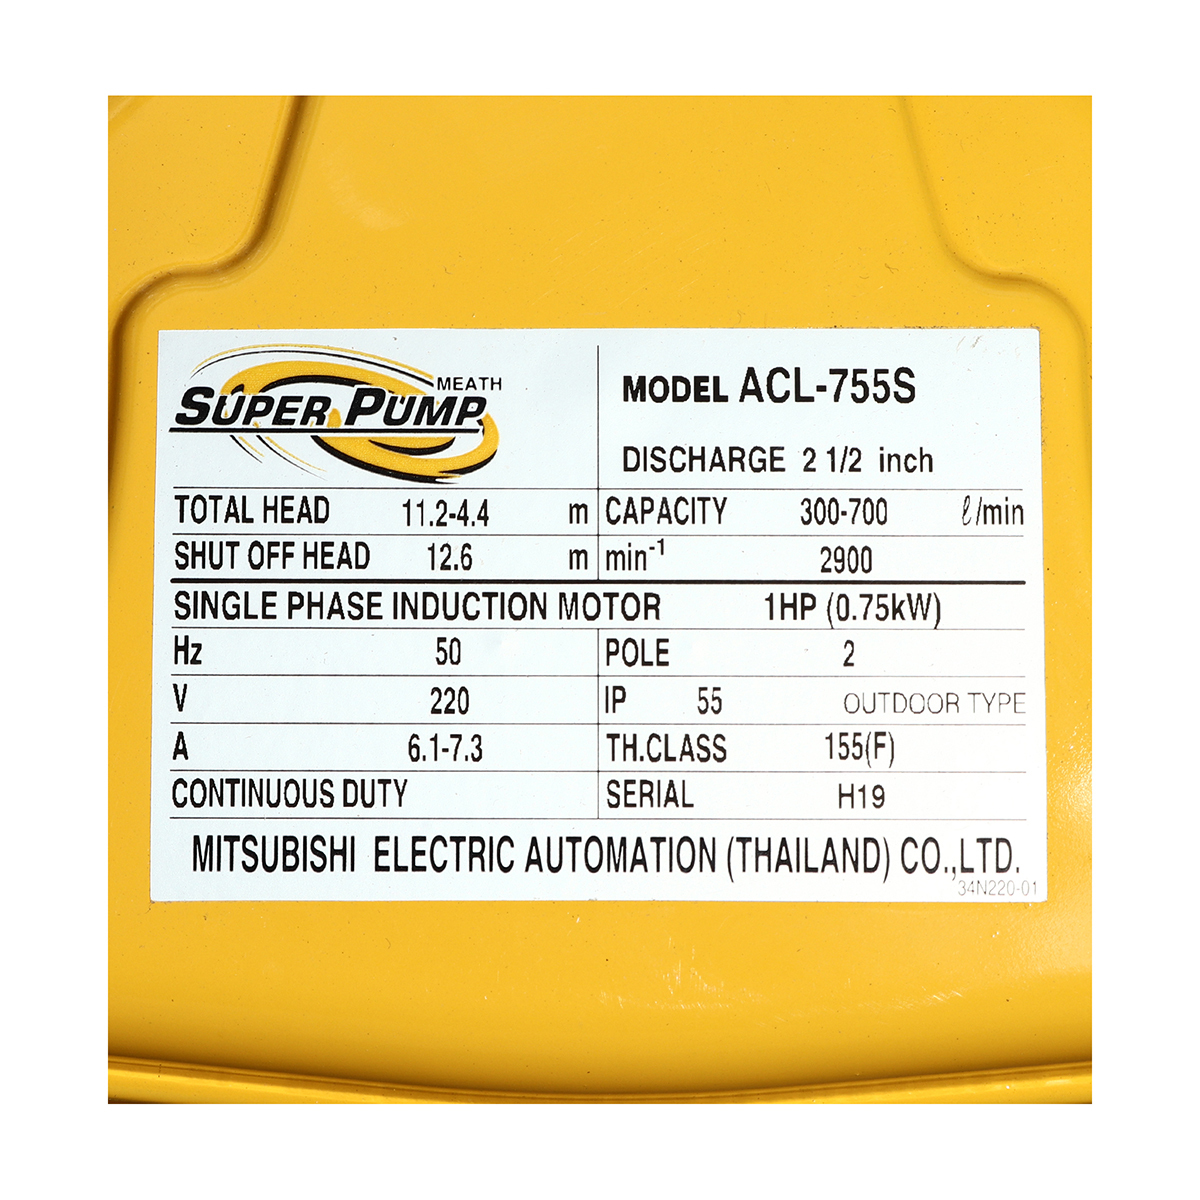 MEATH
SUPER PUMP
MODEL ACL-755S
DISCHARGE 2 1/2 inch
TOTAL HEAD 11.2-4.4 m CAPACITY 300-700 ℓ/min
SHUT OFF HEAD 12.6 m min⁻¹ 2900
SINGLE PHASE INDUCTION MOTOR 1HP (0.75kW)
Hz 50 POLE 2
V 220 IP 55 OUTDOOR TYPE
A 6.1-7.3 TH.CLASS 155(F)
CONTINUOUS DUTY SERIAL H19
MITSUBISHI ELECTRIC AUTOMATION (THAILAND) CO.,LTD.
34N220-01